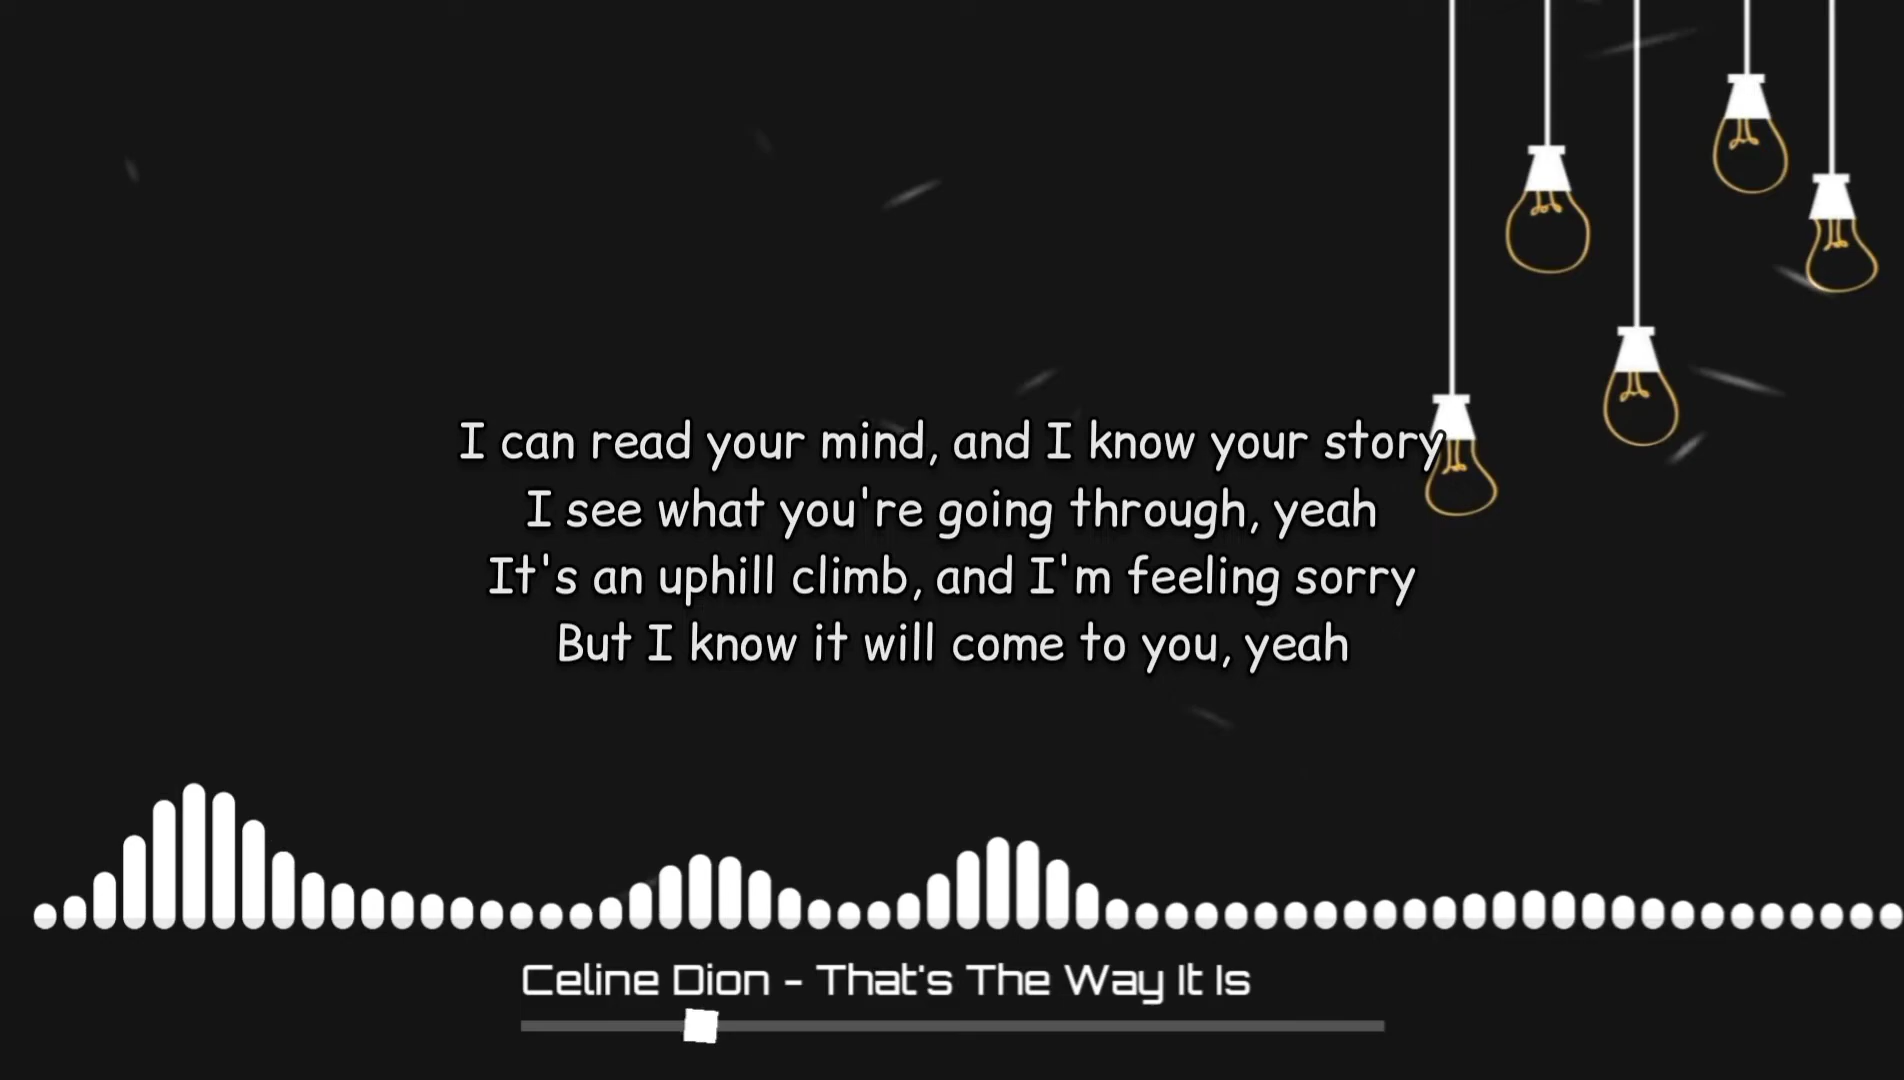 I can read your mind, and I know your story
I see what you're going through, yeah
It's an uphill climb, and I'm feeling sorry
But I know it will come to you, yeah
Celine Dion - That's The Way It Is